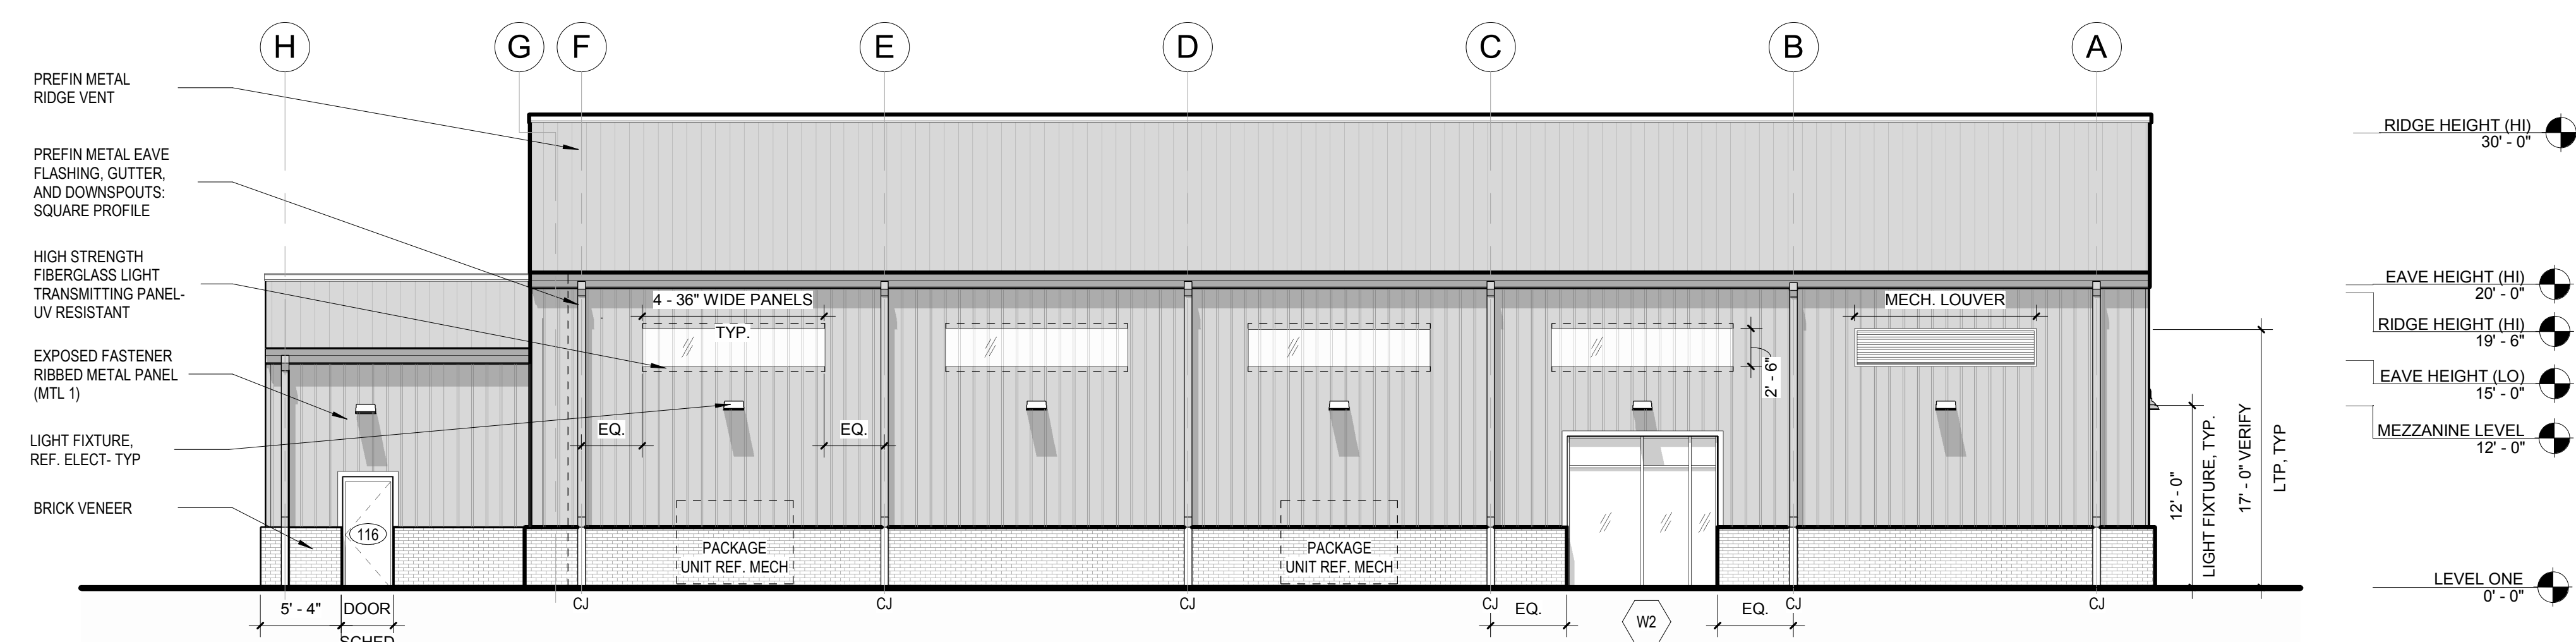 H
G
F
E
D
C
B
A
PREFIN METAL
RIDGE VENT
PREFIN METAL EAVE
FLASHING, GUTTER,
AND DOWNSPOUTS:
SQUARE PROFILE
HIGH STRENGTH
FIBERGLASS LIGHT
TRANSMITTING PANEL-
UV RESISTANT
EXPOSED FASTENER
RIBBED METAL PANEL
(MTL 1)
LIGHT FIXTURE,
REF. ELECT- TYP
BRICK VENEER
4 - 36" WIDE PANELS
TYP.
MECH. LOUVER
2' - 6"
EQ.
EQ.
116
PACKAGE
UNIT REF. MECH
PACKAGE
UNIT REF. MECH
5' - 4"
DOOR
SCHED
CJ
CJ
CJ
CJ
EQ.
W2
EQ.
CJ
CJ
12' - 0"
LIGHT FIXTURE, TYP.
17' - 0" VERIFY
LTP, TYP
RIDGE HEIGHT (HI)
30' - 0"
EAVE HEIGHT (HI)
20' - 0"
RIDGE HEIGHT (HI)
19' - 6"
EAVE HEIGHT (LO)
15' - 0"
MEZZANINE LEVEL
12' - 0"
LEVEL ONE
0' - 0"